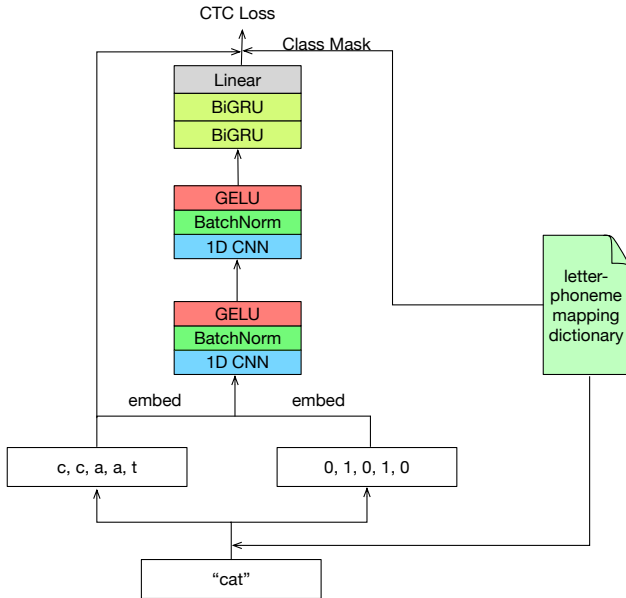 CTC Loss
Class Mask
Linear
BiGRU
BiGRU
GELU
BatchNorm
1D CNN
letter-
phoneme
mapping
dictionary
GELU
BatchNorm
1D CNN
embed
embed
c, c, a, a, t
0, 1, 0, 1, 0
“cat”